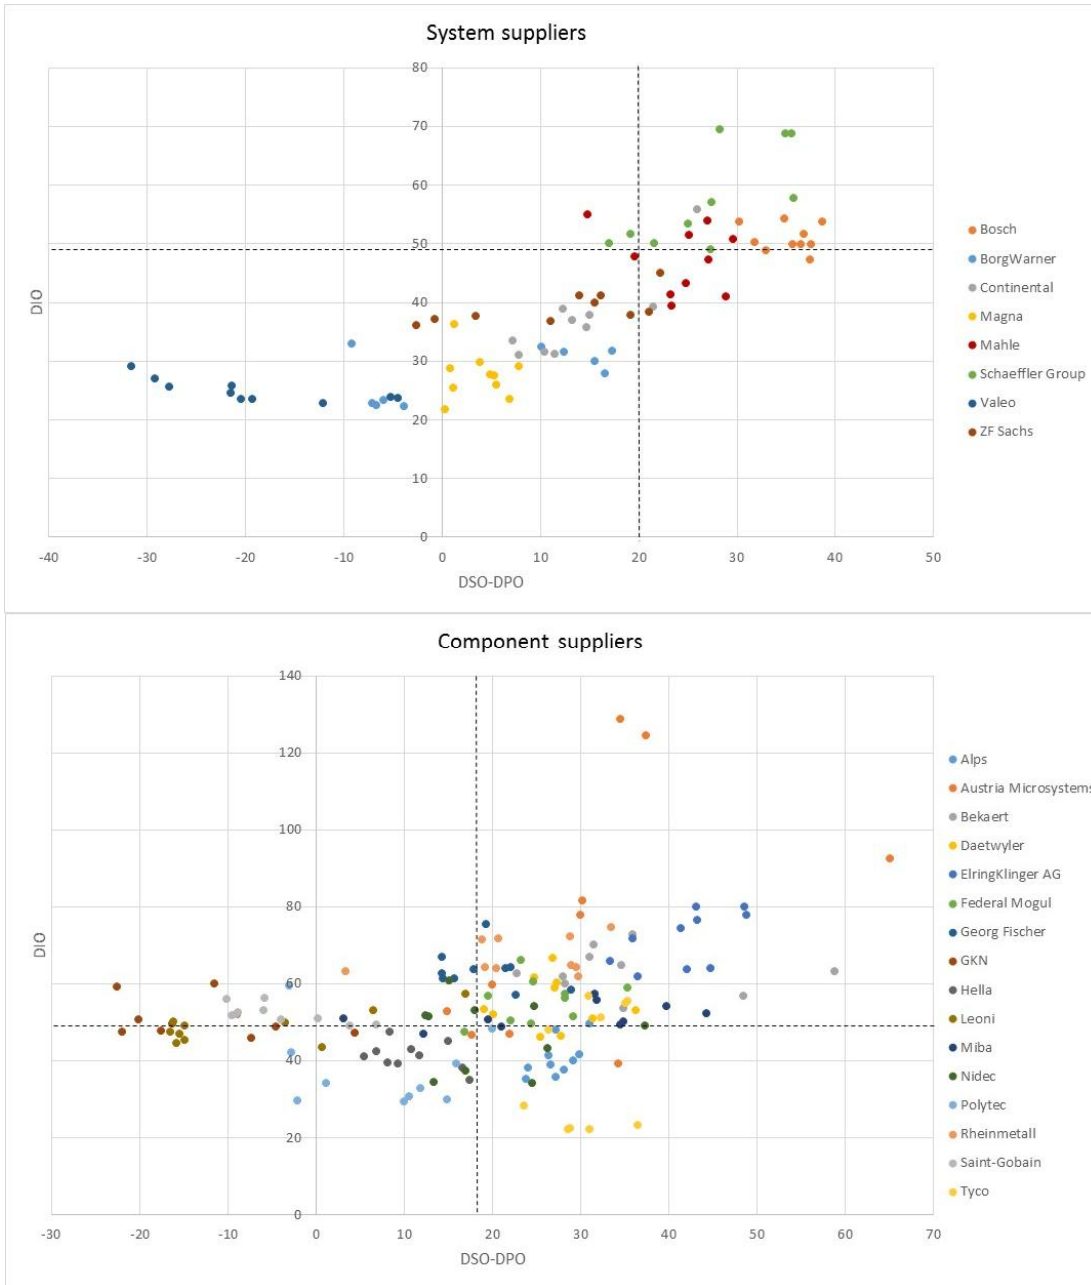 System suppliers
80
70
60
50
40
30
20
10
0
-40 -30 -20 -10 0 10 20 30 40 50
DIO
DSO-DPO
Bosch
BorgWarner
Continental
Magna
Mahle
Schaeffler Group
Valeo
ZF Sachs
Component suppliers
140
120
100
80
60
40
20
0
-30 -20 -10 0 10 20 30 40 50 60 70
DIO
DSO-DPO
Alps
Austria Microsystems
Bekaert
Daetwyler
ElringKlinger AG
Federal Mogul
Georg Fischer
GKN
Hella
Leoni
Miba
Nidec
Polytec
Rheinmetall
Saint-Gobain
Tyco